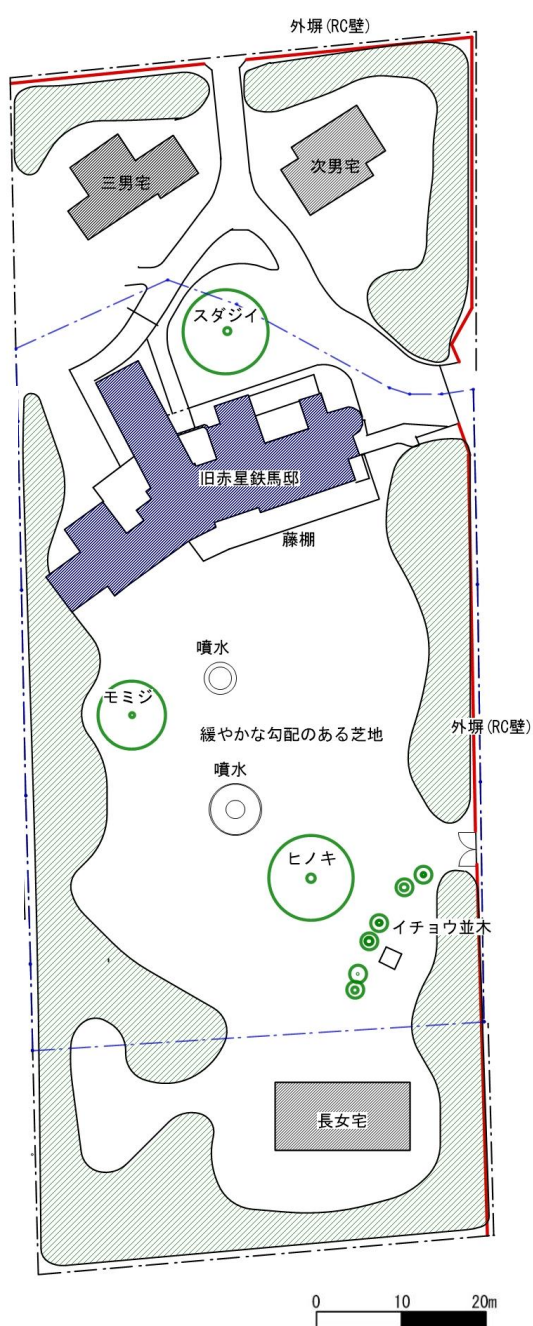 外塀(RC壁)
三男宅
次男宅
スダジイ
旧赤星鉄馬邸
藤棚
噴水
モミジ
緩やかな勾配のある芝地
外塀(RC壁)
噴水
ヒノキ
イチョウ並木
長女宅
0 10 20m